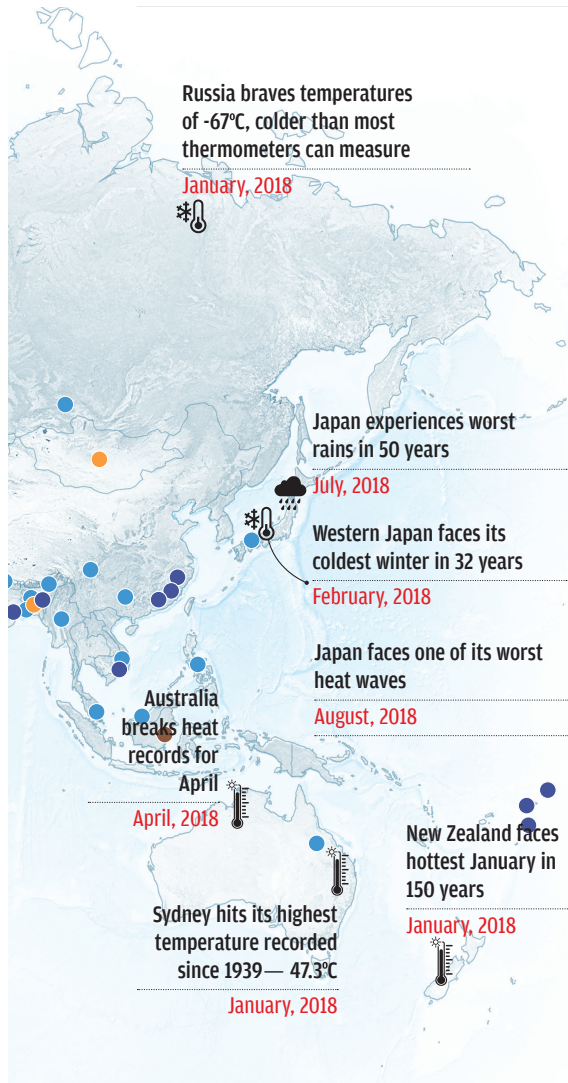 Russia braves temperatures
of -67ºC, colder than most
thermometers can measure
January, 2018
Japan experiences worst
rains in 50 years
July, 2018
Western Japan faces its
coldest winter in 32 years
February, 2018
Japan faces one of its worst
heat waves
August, 2018
Australia
breaks heat
records for
April
April, 2018
New Zealand faces
hottest January in
150 years
January, 2018
Sydney hits its highest
temperature recorded
since 1939— 47.3ºC
January, 2018